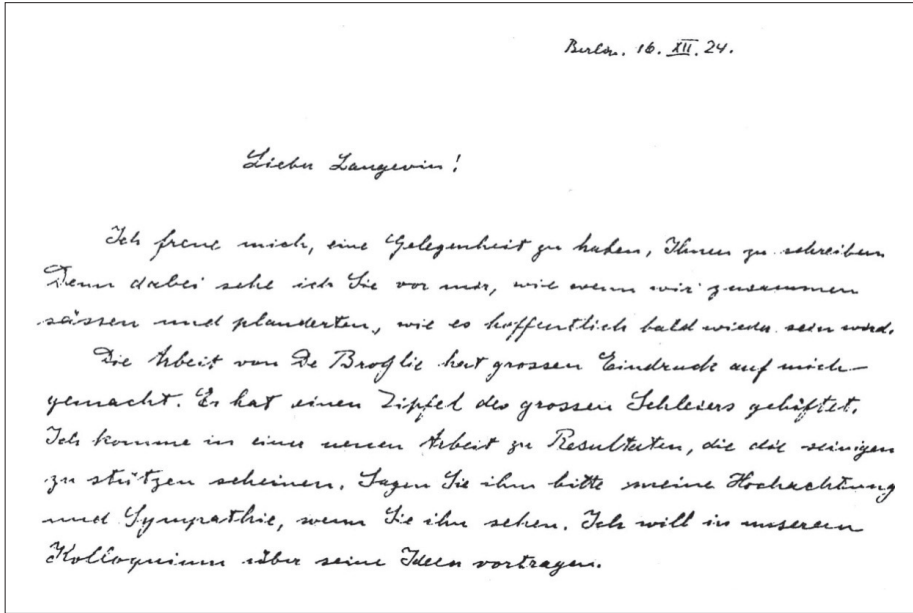 Berlin. 16. XII. 24.
Lieber Langevin!
Ich freue mich, eine Gelegenheit zu haben, Ihnen zu schreiben
Denn dabei sehe ich Sie vor mir, wie wenn wir zusammen
sässen und plauderten, wie es hoffentlich bald wieder sein wird.
Die Arbeit von De Broglie hat grossen Eindruck auf mich
gemacht. Er hat einen Zipfel des grossen Schleiers gelüftet.
Ich komme in einer neuen Arbeit zu Resultaten, die die seinigen
zu stützen scheinen. Sagen Sie ihm bitte meine Hochachtung
und Sympathie, wenn Sie ihn sehen. Ich will in unserem
Kolloquium über seine Ideen vortragen.